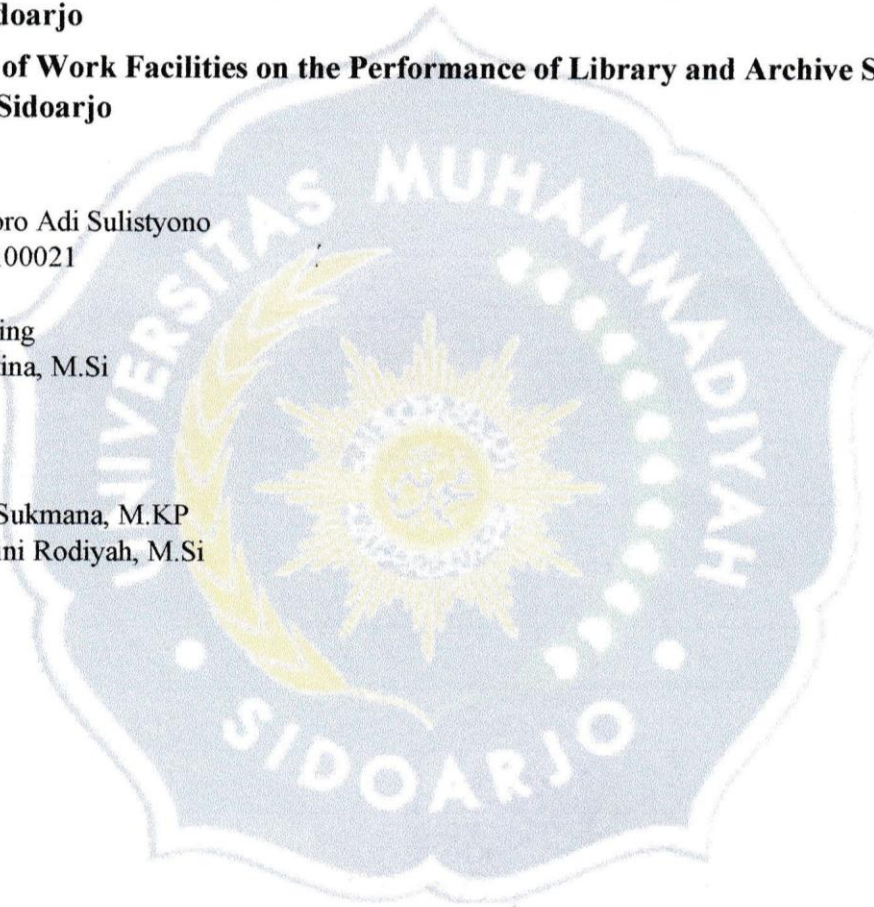 doarjo
of Work Facilities on the Performance of Library and Archive S
Sidoarjo
oro Adi Sulistyono
100021
ing
ina, M.Si
Sukmana, M.KP
ini Rodiyah, M.Si
UNIVERSITAS MUHAMMADIYAH
SIDOARJO